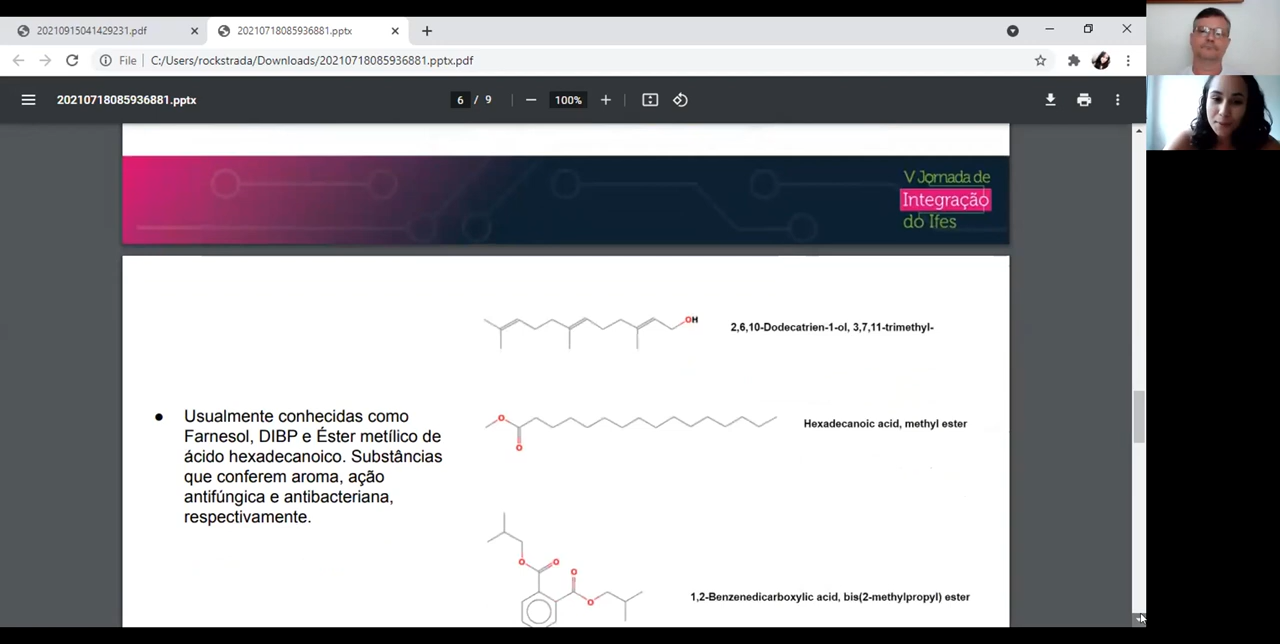 20210915041429231.pdf
20210718085936881.pptx
File
C:/Users/rockstrada/Downloads/20210718085936881.pptx.pdf
20210718085936881.pptx
6 / 9
100%
V Jornada de
Integração
do Ifes
OH
2,6,10-Dodecatrien-1-ol, 3,7,11-trimethyl-
Usualmente conhecidas como
Farnesol, DIBP e Éster metílico de
ácido hexadecanoico. Substâncias
que conferem aroma, ação
antifúngica e antibacteriana,
respectivamente.
O
O
Hexadecanoic acid, methyl ester
O
O
O
O
1,2-Benzenedicarboxylic acid, bis(2-methylpropyl) ester